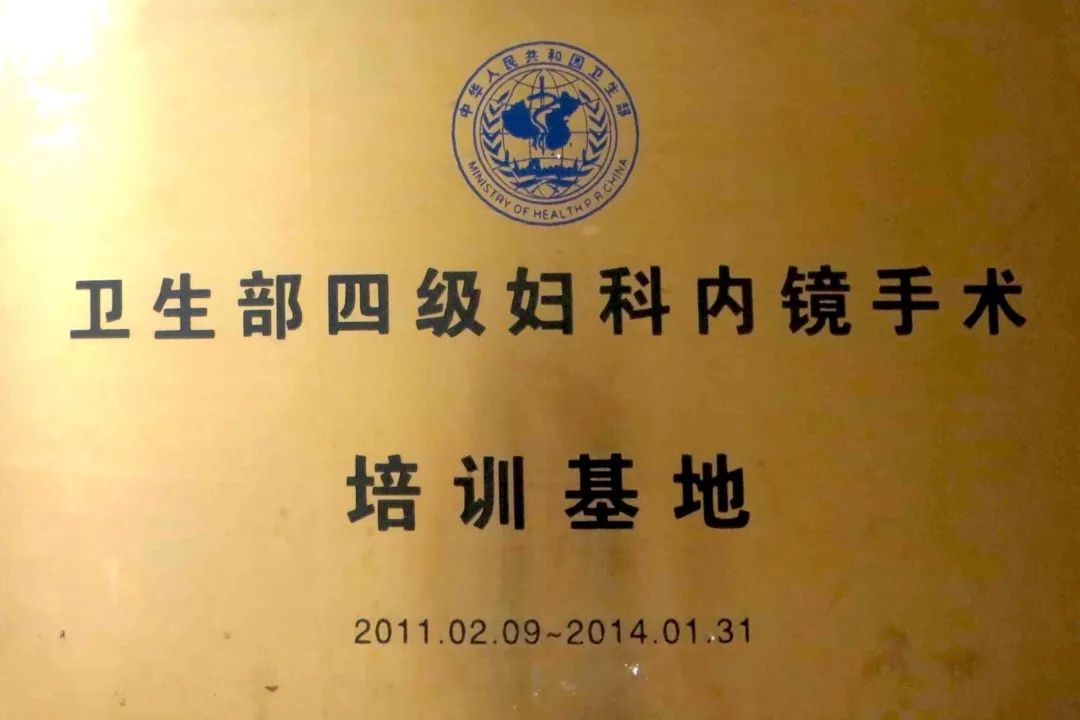 中华人民共和国卫生部
MINISTRY OF HEALTH.P.R.CHINA
卫生部四级妇科内镜手术
培训基地
2011.02.09~2014.01.31